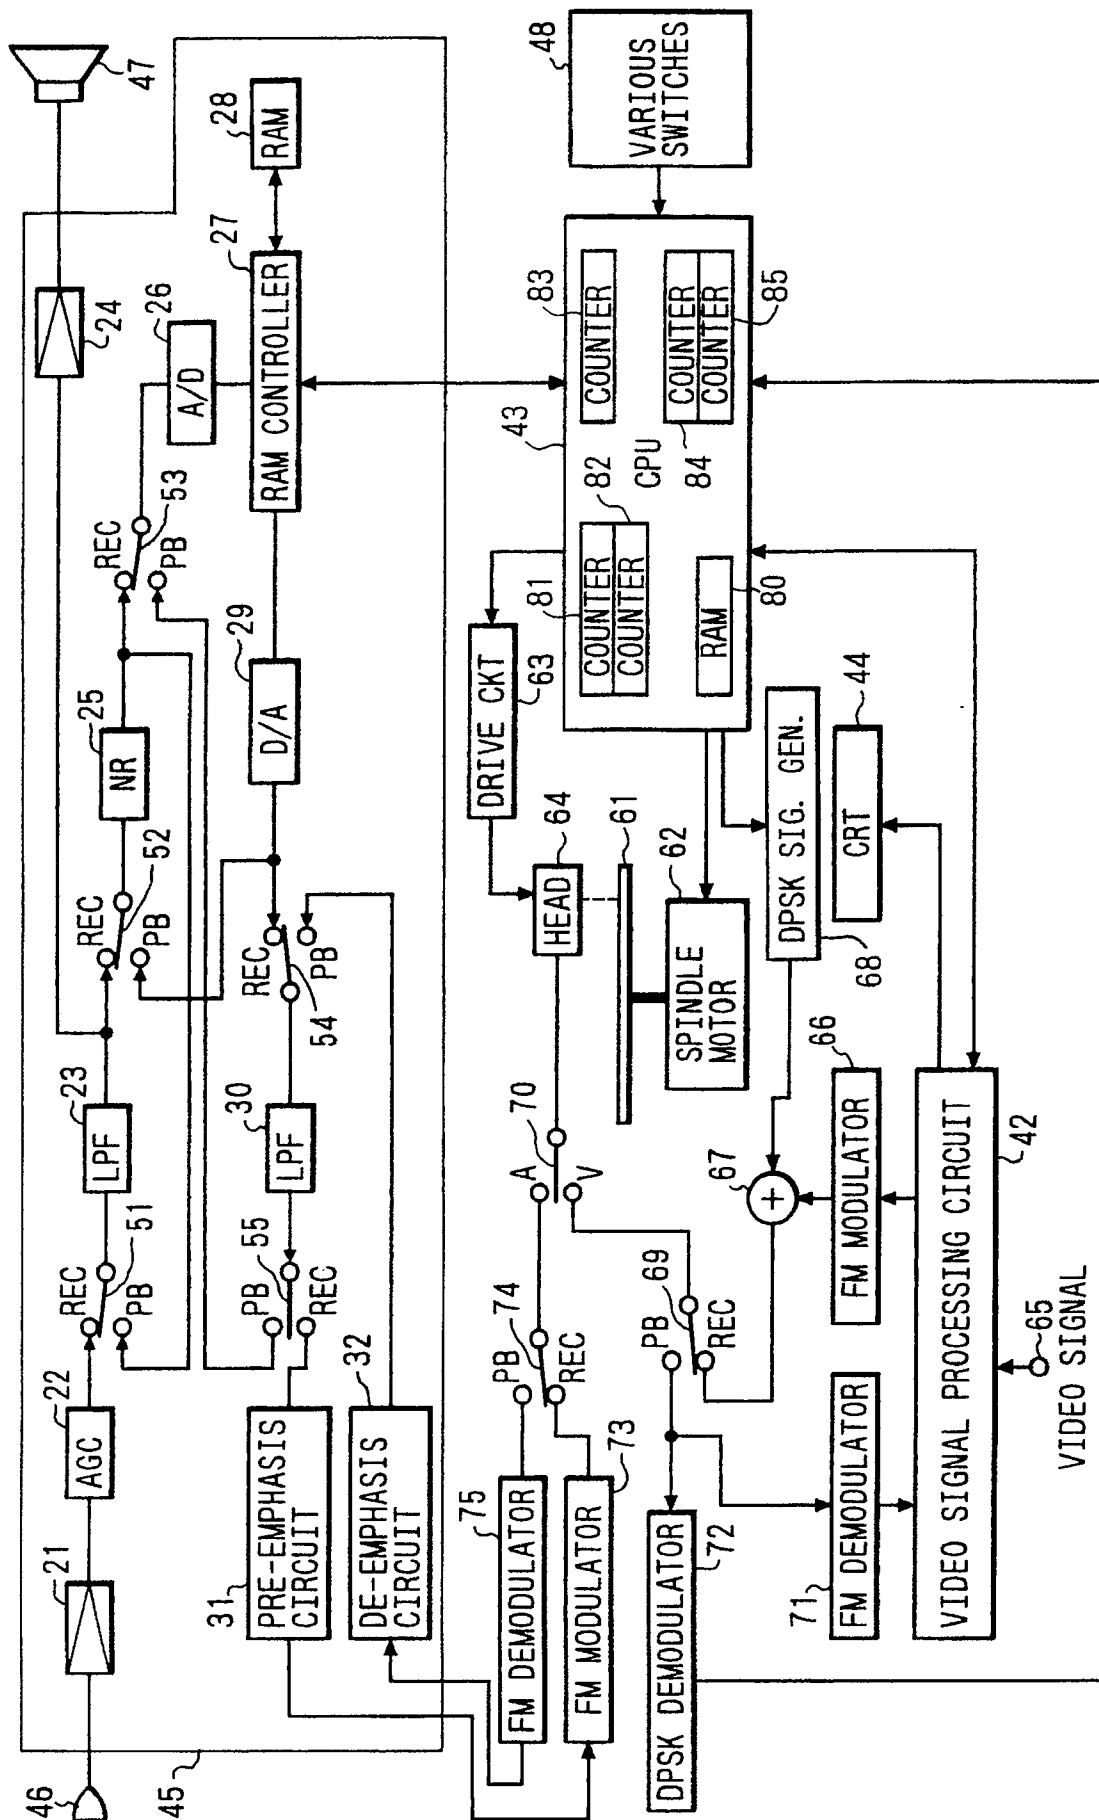 46
21
22
AGC
REC
PB
51
23
LPF
REC
PB
52
25
NR
REC
PB
53
26
A/D
24
47
45
31
PRE-EMPHASIS
CIRCUIT
32
DE-EMPHASIS
CIRCUIT
PB
REC
55
30
LPF
REC
PB
54
29
D/A
27
RAM CONTROLLER
28
RAM
75
FM DEMODULATOR
73
FM MODULATOR
PB
REC
74
A
V
70
64
HEAD
61
62
SPINDLE
MOTOR
63
DRIVE CKT
43
CPU
81
COUNTER
COUNTER
82
83
COUNTER
84
COUNTER
COUNTER
85
80
RAM
48
VARIOUS
SWITCHES
72
DPSK DEMODULATOR
PB
REC
69
67
+
68
DPSK SIG. GEN.
71
FM DEMODULATOR
66
FM MODULATOR
44
CRT
42
VIDEO SIGNAL PROCESSING CIRCUIT
65
VIDEO SIGNAL